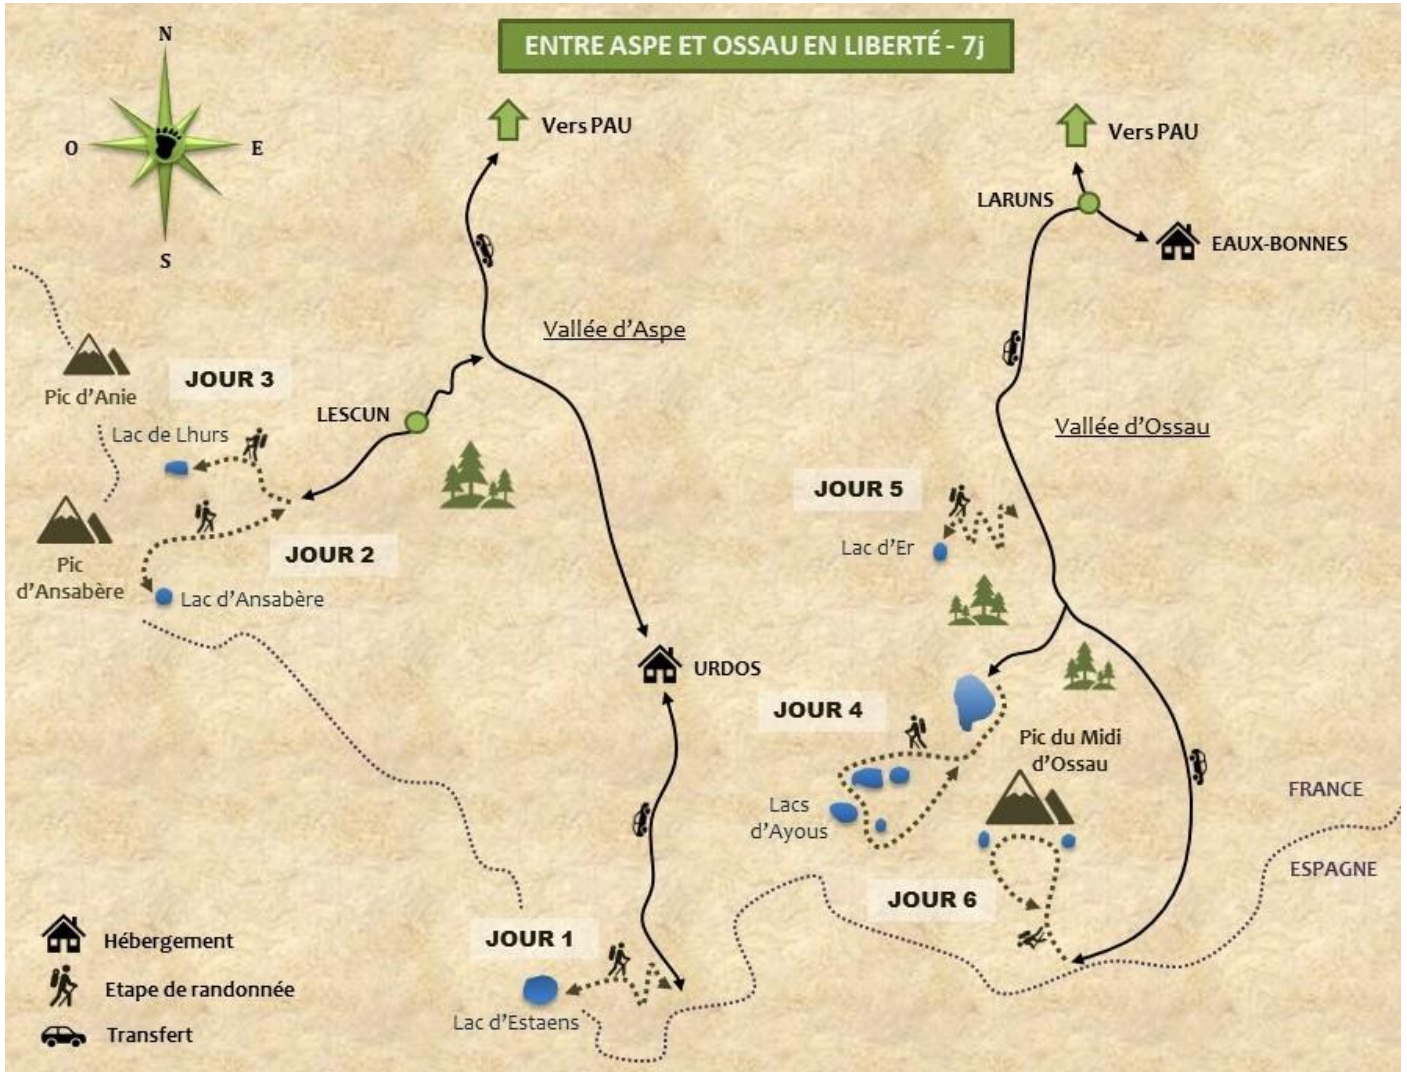 ENTRE ASPE ET OSSAU EN LIBERTÉ - 7j
N
O
E
S
Vers PAU
Vers PAU
LARUNS
EAUX-BONNES
Vallée d'Aspe
Pic d'Anie
JOUR 3
LESCUN
Lac de Lhurs
Vallée d'Ossau
JOUR 5
Lac d'Er
Pic
d'Ansabère
JOUR 2
Lac d'Ansabère
URDOS
JOUR 4
Pic du Midi
d'Ossau
Lacs
d'Ayous
FRANCE
ESPAGNE
JOUR 6
JOUR 1
Lac d'Estaens
Hébergement
Etape de randonnée
Transfert